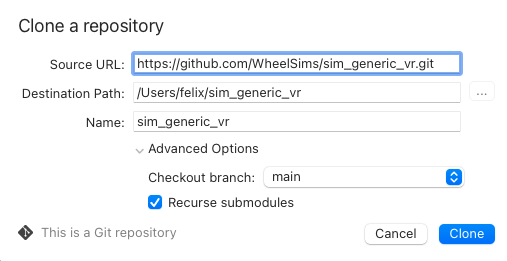 Clone a repository
Source URL: https://github.com/WheelSims/sim_generic_vr.git
Destination Path: /Users/felix/sim_generic_vr ...
Name: sim_generic_vr
Advanced Options
Checkout branch: main
Recurse submodules
This is a Git repository Cancel Clone